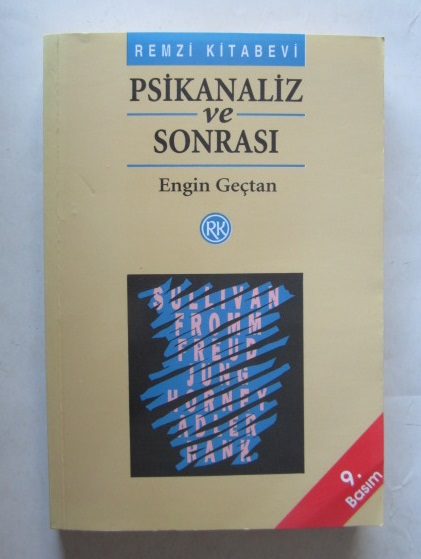 REMZİ KİTABEVİ
PSİKANALİZ
ve
SONRASI
Engin Geçtan
RK
SULLIVAN
FROMM
FREUD
JUNG
HORNEY
ADLER
RANK
9.
Basım